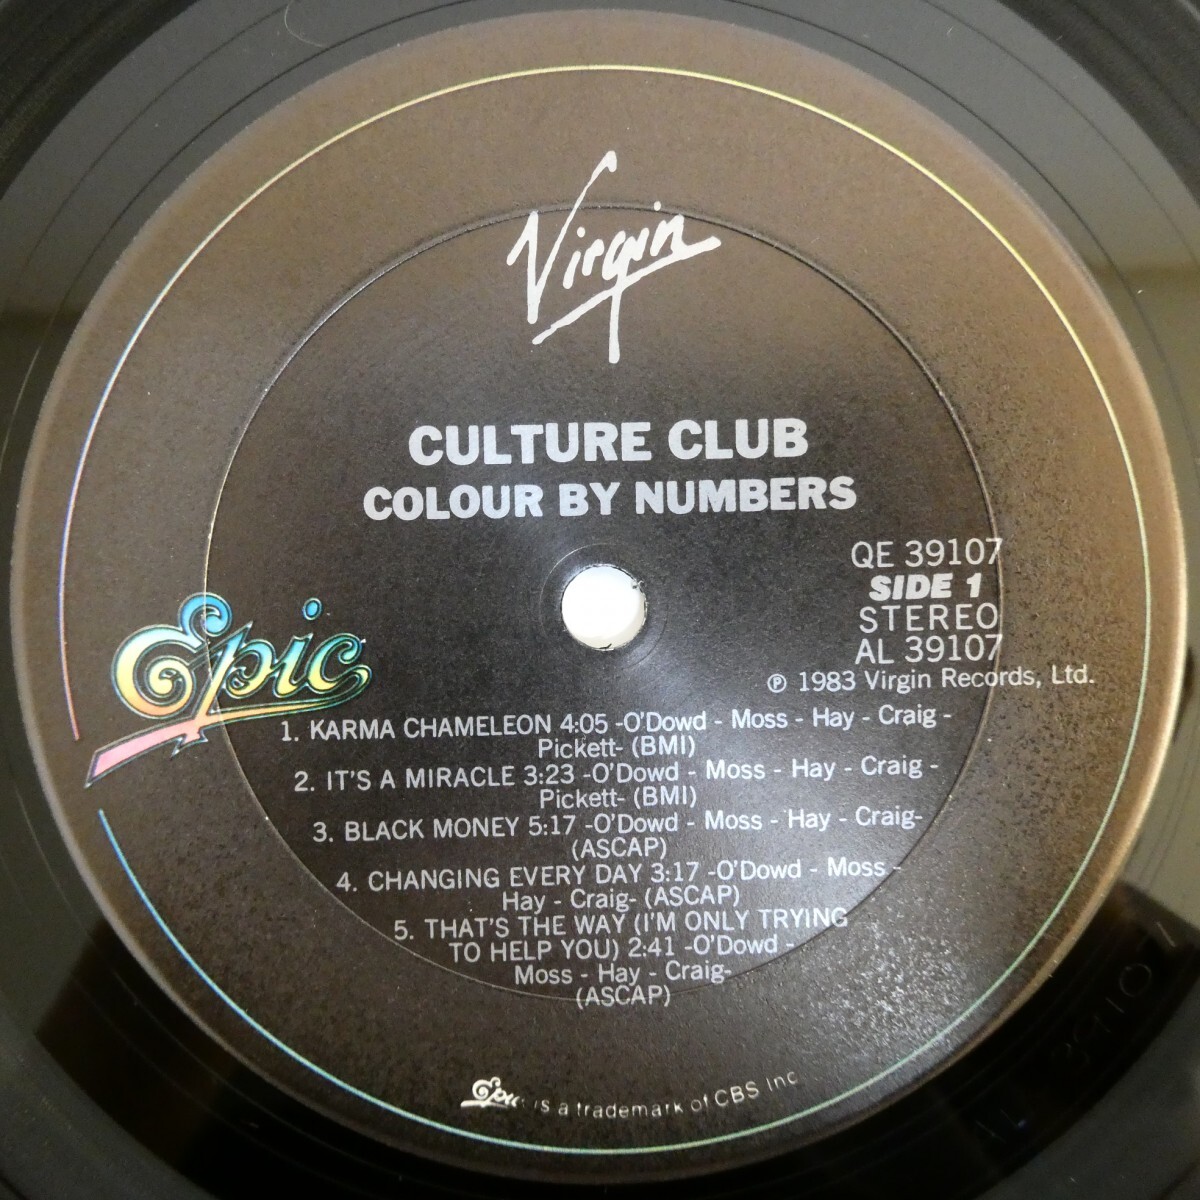 Virgin
CULTURE CLUB
COLOUR BY NUMBERS
QE 39107
SIDE 1
STEREO
AL 39107
℗ 1983 Virgin Records, Ltd.
Epic
1. KARMA CHAMELEON 4:05 -O'Dowd - Moss - Hay - Craig -
Pickett- (BMI)
2. IT'S A MIRACLE 3:23 -O'Dowd - Moss - Hay - Craig -
Pickett- (BMI)
3. BLACK MONEY 5:17 -O'Dowd - Moss - Hay - Craig-
(ASCAP)
4. CHANGING EVERY DAY 3:17 -O'Dowd - Moss -
Hay - Craig- (ASCAP)
5. THAT'S THE WAY (I'M ONLY TRYING
TO HELP YOU) 2:41 -O'Dowd -
Moss - Hay - Craig-
(ASCAP)
Epic is a trademark of CBS Inc